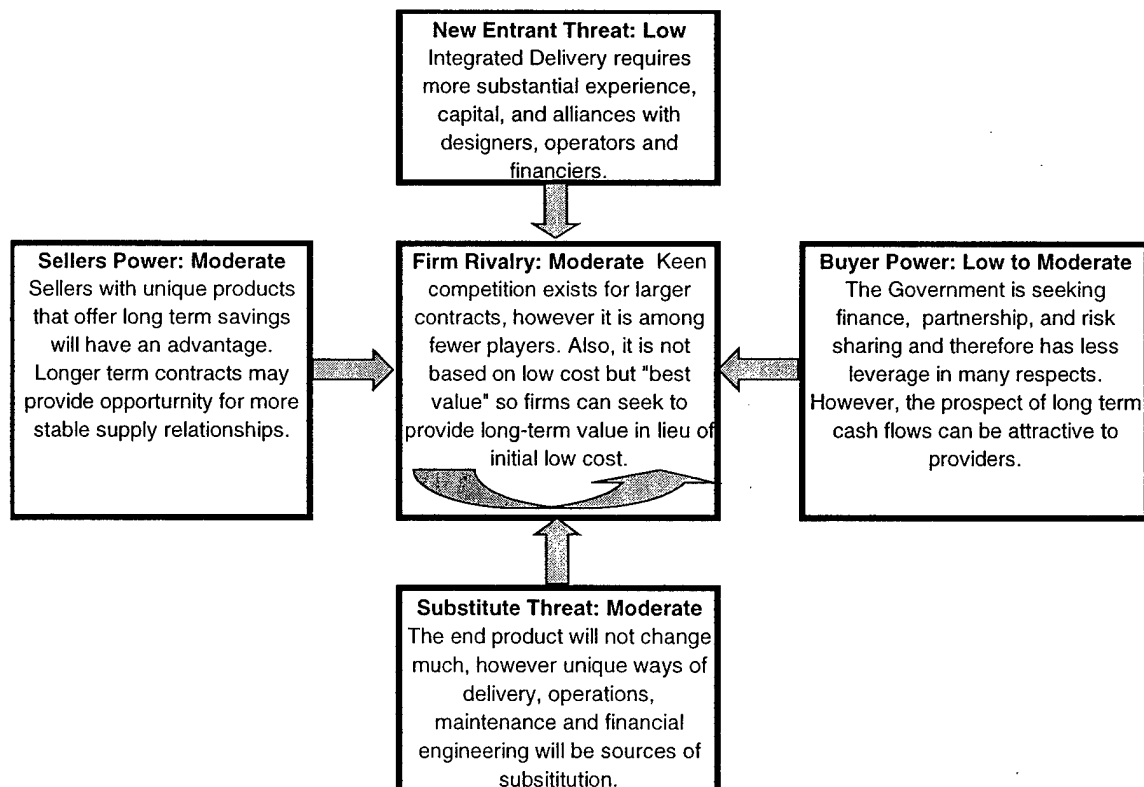 New Entrant Threat: Low
Integrated Delivery requires
more substantial experience,
capital, and alliances with
designers, operators and
financiers.
Sellers Power: Moderate
Sellers with unique products
that offer long term savings
will have an advantage.
Longer term contracts may
provide opporturnity for more
stable supply relationships.
Firm Rivalry: Moderate Keen
competition exists for larger
contracts, however it is among
fewer players. Also, it is not
based on low cost but "best
value" so firms can seek to
provide long-term value in lieu of
initial low cost.
Buyer Power: Low to Moderate
The Government is seeking
finance, partnership, and risk
sharing and therefore has less
leverage in many respects.
However, the prospect of long term
cash flows can be attractive to
providers.
Substitute Threat: Moderate
The end product will not change
much, however unique ways of
delivery, operations,
maintenance and financial
engineering will be sources of
subsititution.